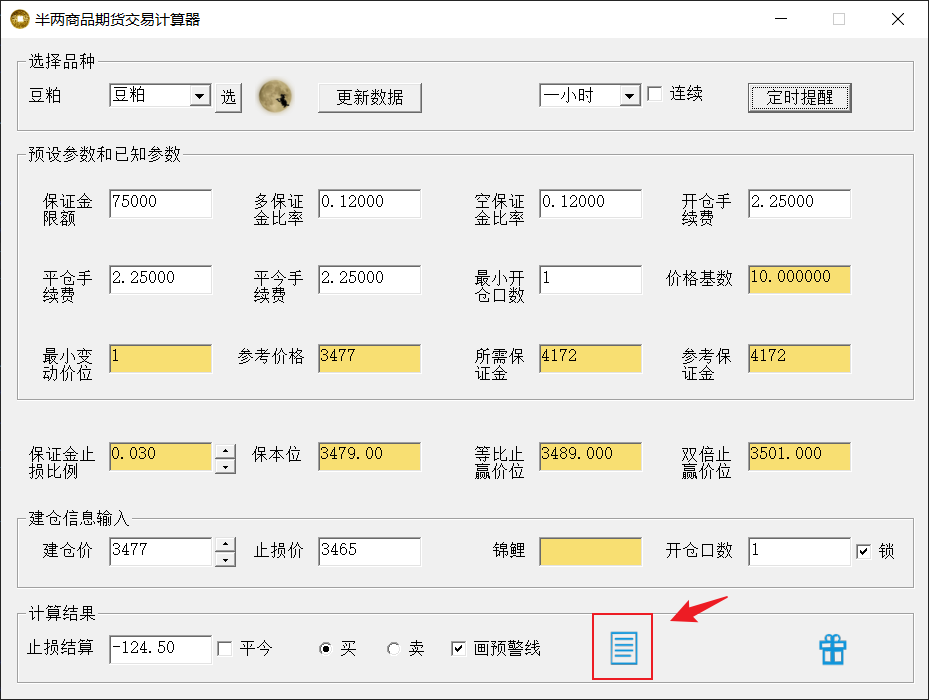 半两商品期货交易计算器
选择品种
豆粕 豆粕 选 更新数据 一小时 连续 定时提醒
预设参数和已知参数
保证金限额 75000 多保证金比率 0.12000 空保证金比率 0.12000 开仓手续费 2.25000
平仓手续费 2.25000 平今手续费 2.25000 最小开仓口数 1 价格基数 10.000000
最小变动价位 1 参考价格 3477 所需保证金 4172 参考保证金 4172
保证金止损比例 0.030 保本位 3479.00 等比止赢价位 3489.000 双倍止赢价位 3501.000
建仓信息输入
建仓价 3477 止损价 3465 锦鲤 开仓口数 1 锁
计算结果
止损结算 -124.50 平今 买 卖 画预警线